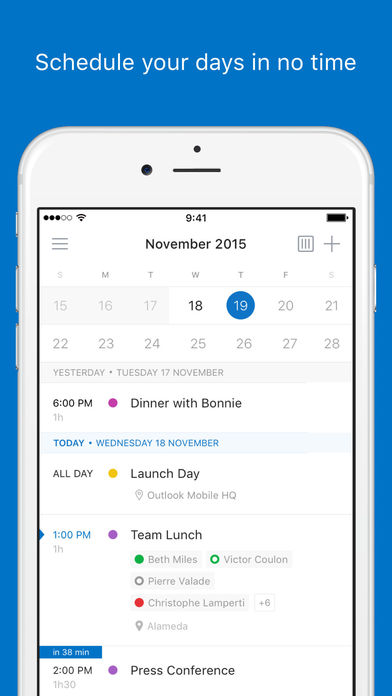 Schedule your days in no time
9:41
November 2015
S M T W T F S
15 16 17 18 19 20 21
22 23 24 25 26 27 28
YESTERDAY • TUESDAY 17 NOVEMBER
6:00 PM Dinner with Bonnie
1h
TODAY • WEDNESDAY 18 NOVEMBER
ALL DAY Launch Day
Outlook Mobile HQ
1:00 PM Team Lunch
1h
Beth Miles Victor Coulon
Pierre Valade
Christophe Lamperti +6
Alameda
in 38 min
2:00 PM Press Conference
1h30